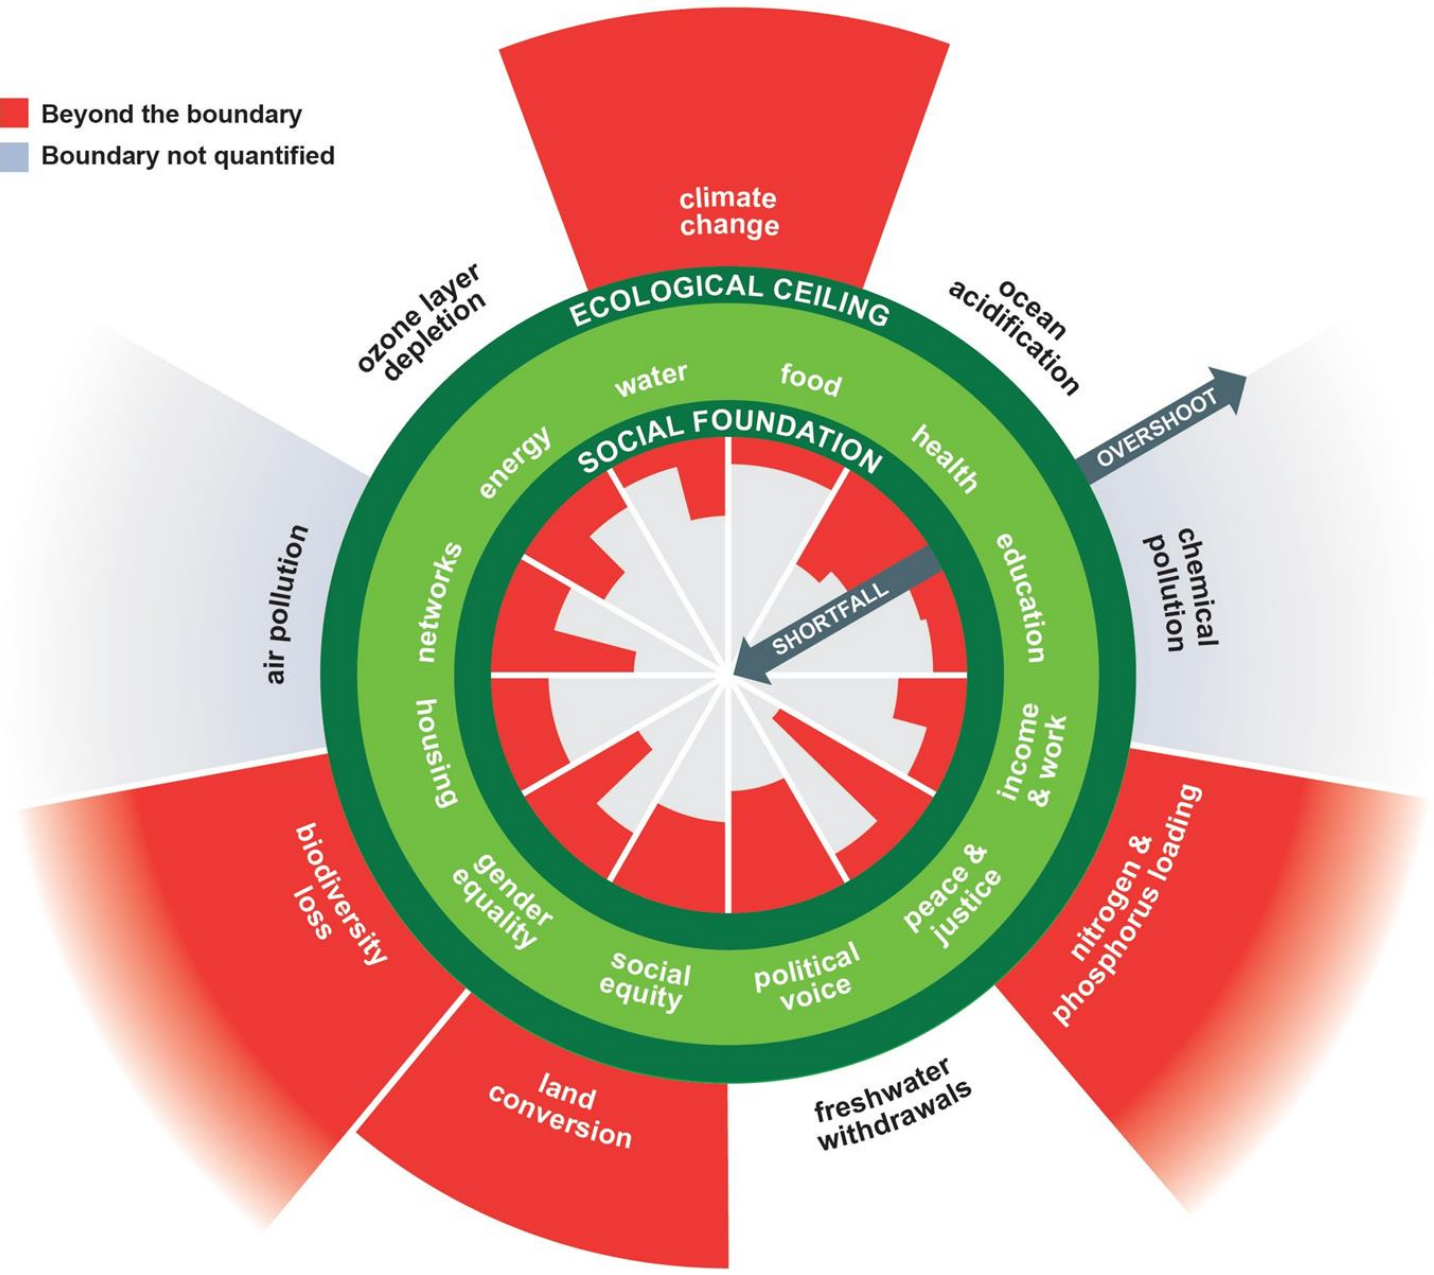 Beyond the boundary
Boundary not quantified
climate
change
ozone layer
depletion
ocean
acidification
ECOLOGICAL CEILING
OVERSHOOT
water
food
SOCIAL FOUNDATION
energy
health
networks
education
air pollution
chemical
pollution
SHORTFALL
housing
income
& work
biodiversity
loss
nitrogen &
phosphorus loading
gender
equality
peace &
justice
social
equity
political
voice
land
conversion
freshwater
withdrawals